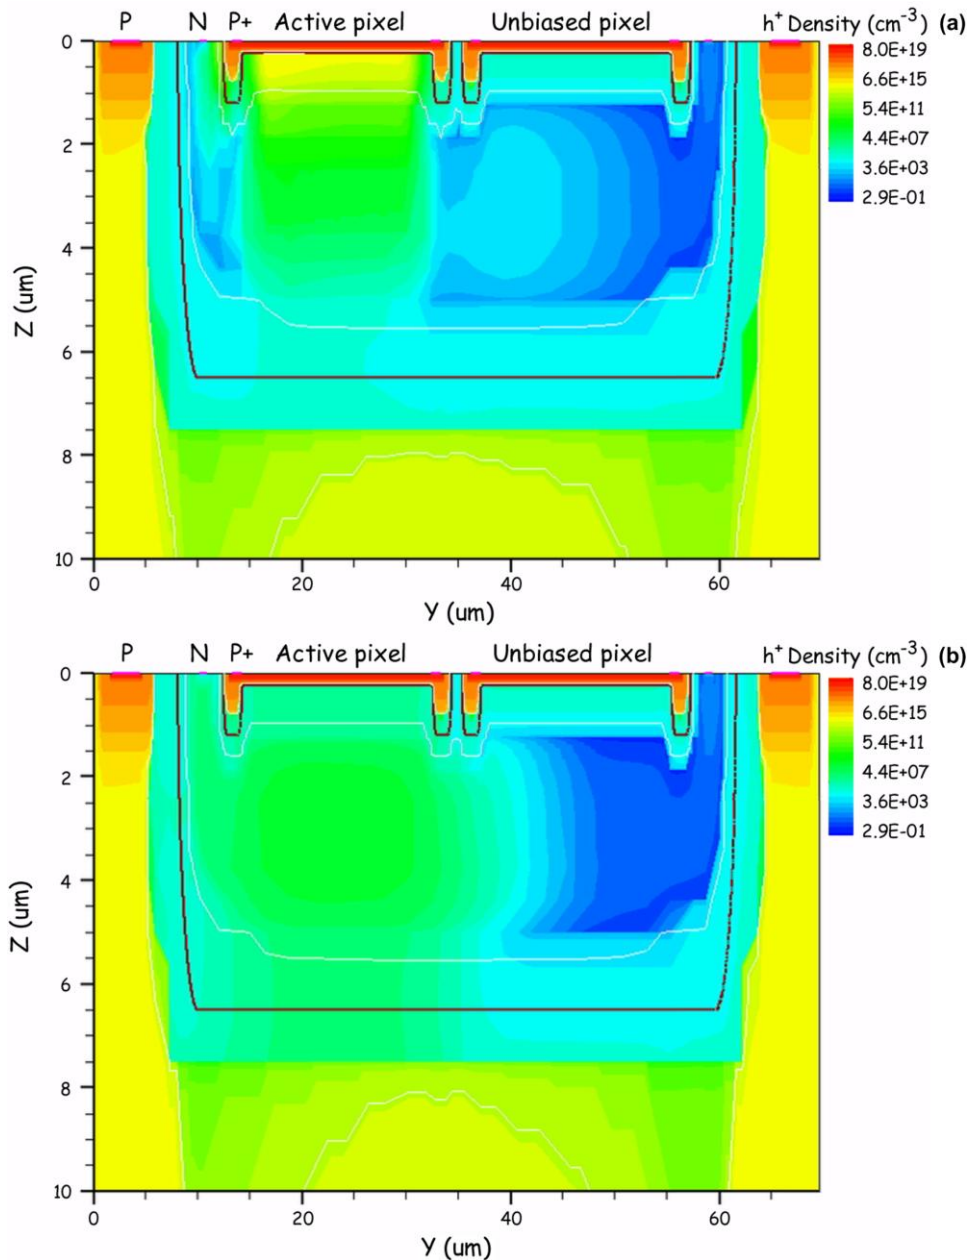 P N P+ Active pixel Unbiased pixel h⁺ Density (cm⁻³) (a)
0
2
4
6
8
10
Z (um)
8.0E+19
6.6E+15
5.4E+11
4.4E+07
3.6E+03
2.9E-01
0 20 40 60
Y (um)
P N P+ Active pixel Unbiased pixel h⁺ Density (cm⁻³) (b)
0
2
4
6
8
10
Z (um)
8.0E+19
6.6E+15
5.4E+11
4.4E+07
3.6E+03
2.9E-01
0 20 40 60
Y (um)